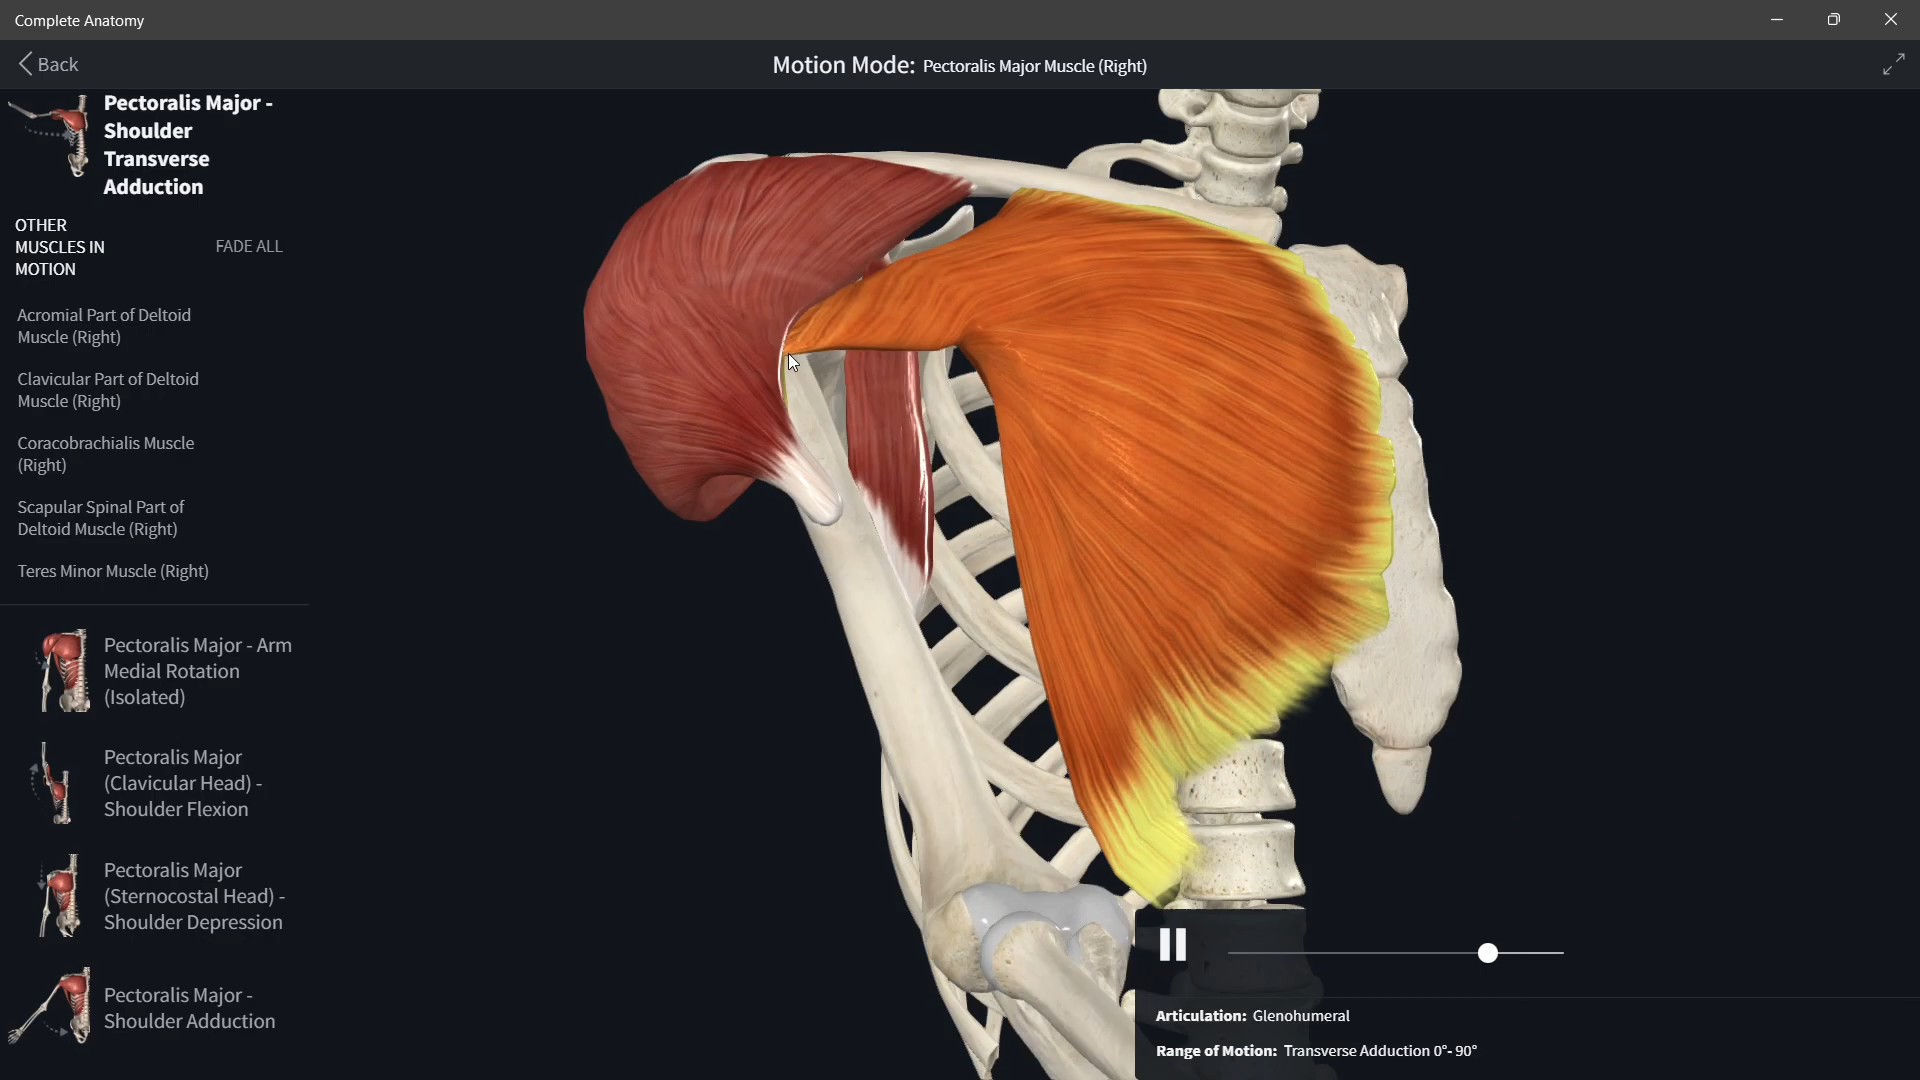 Complete Anatomy
Back
Motion Mode: Pectoralis Major Muscle (Right)
Pectoralis Major -
Shoulder
Transverse
Adduction
OTHER
MUSCLES IN
MOTION
FADE ALL
Acromial Part of Deltoid
Muscle (Right)
Clavicular Part of Deltoid
Muscle (Right)
Coracobrachialis Muscle
(Right)
Scapular Spinal Part of
Deltoid Muscle (Right)
Teres Minor Muscle (Right)
Pectoralis Major - Arm
Medial Rotation
(Isolated)
Pectoralis Major
(Clavicular Head) -
Shoulder Flexion
Pectoralis Major
(Sternocostal Head) -
Shoulder Depression
Pectoralis Major -
Shoulder Adduction
Articulation: Glenohumeral
Range of Motion: Transverse Adduction 0°- 90°